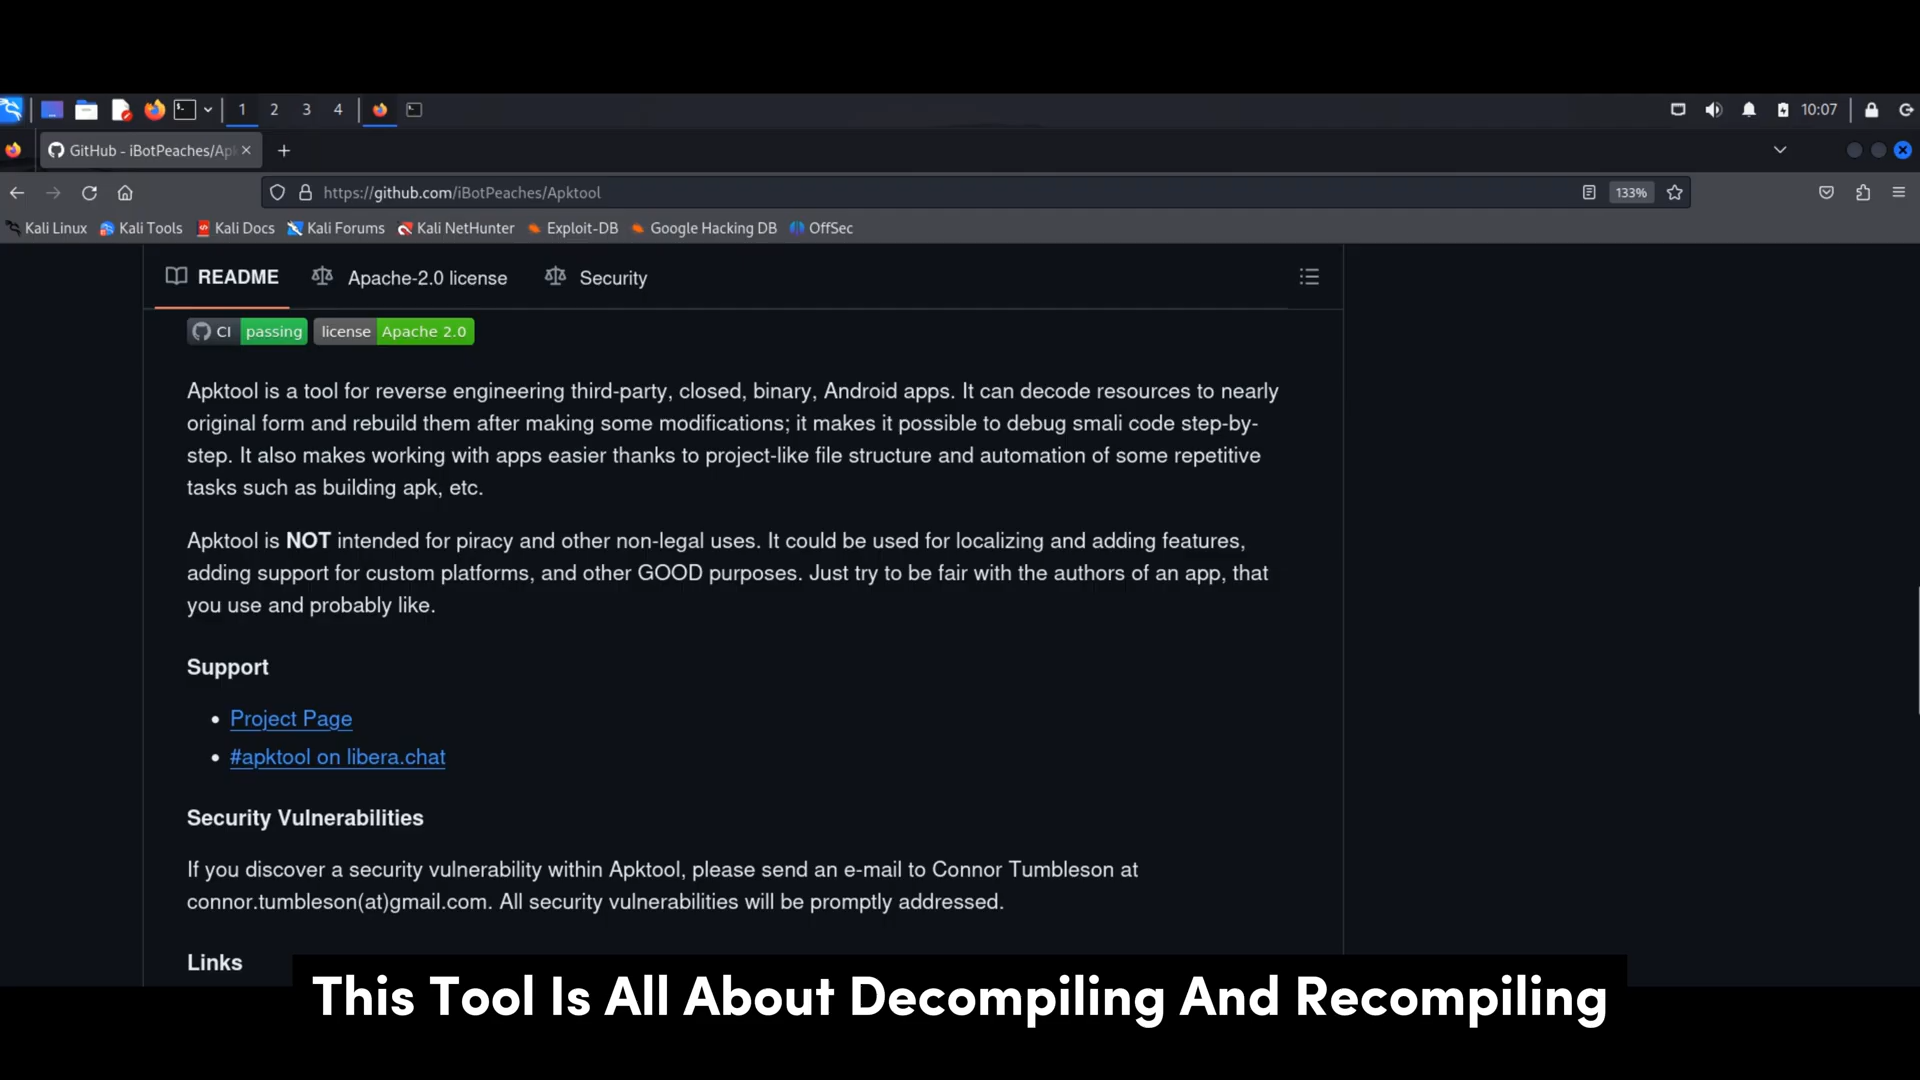 1 2 3 4
10:07
GitHub - iBotPeaches/Apk
https://github.com/iBotPeaches/Apktool
133%
Kali Linux Kali Tools Kali Docs Kali Forums Kali NetHunter Exploit-DB Google Hacking DB OffSec
README Apache-2.0 license Security
CI passing license Apache 2.0
Apktool is a tool for reverse engineering third-party, closed, binary, Android apps. It can decode resources to nearly
original form and rebuild them after making some modifications; it makes it possible to debug smali code step-by-
step. It also makes working with apps easier thanks to project-like file structure and automation of some repetitive
tasks such as building apk, etc.
Apktool is NOT intended for piracy and other non-legal uses. It could be used for localizing and adding features,
adding support for custom platforms, and other GOOD purposes. Just try to be fair with the authors of an app, that
you use and probably like.
Support
Project Page
#apktool on libera.chat
Security Vulnerabilities
If you discover a security vulnerability within Apktool, please send an e-mail to Connor Tumbleson at
connor.tumbleson(at)gmail.com. All security vulnerabilities will be promptly addressed.
Links
This Tool Is All About Decompiling And Recompiling